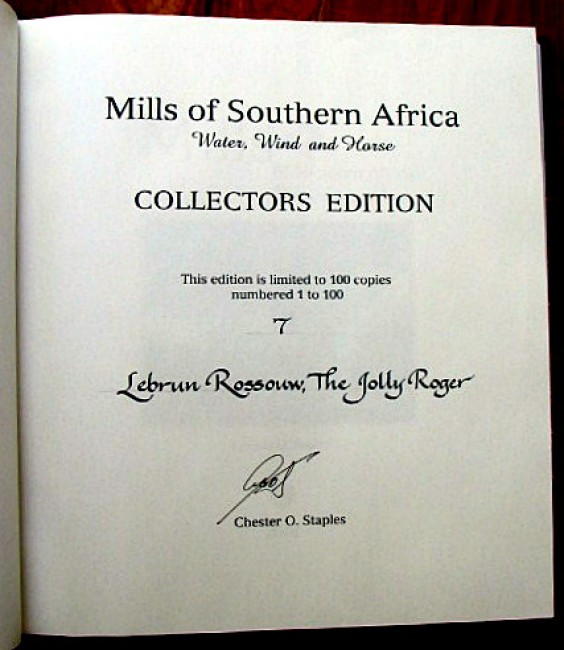 Mills of Southern Africa
Water, Wind and Horse
COLLECTORS EDITION
This edition is limited to 100 copies
numbered 1 to 100
7
Lebrun Rossouw, The Jolly Roger
Chester O. Staples